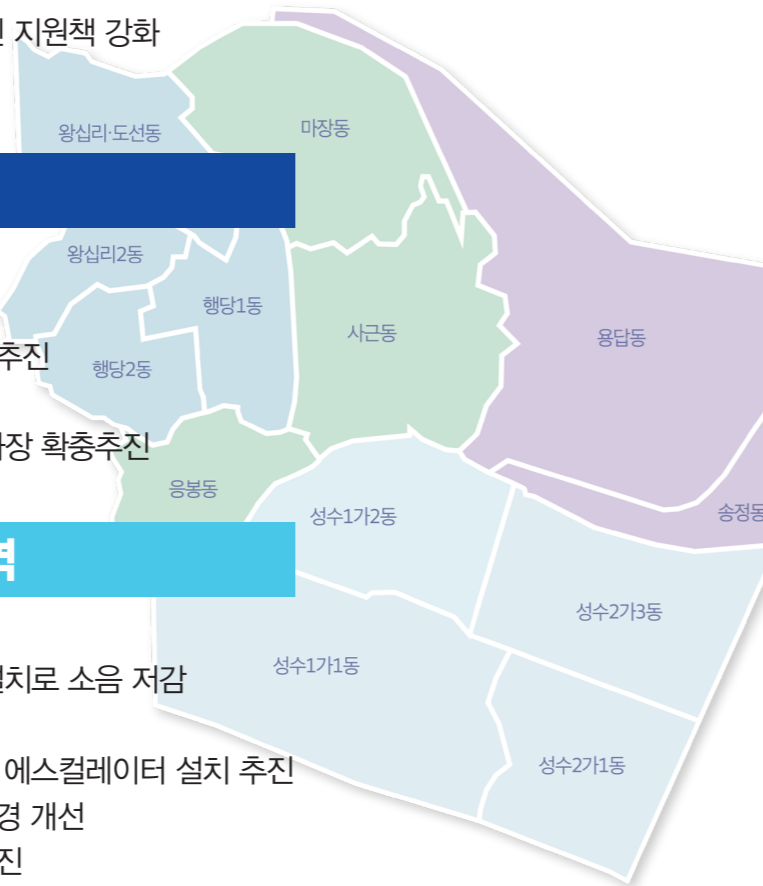 지원책 강화
왕십리·도선동
마장동
왕십리2동
행당1동
사근동
용답동
추진
행당2동
장 확충추진
응봉동
성수1가2동
송정동
역
성수2가3동
성수1가1동
설치로 소음 저감
에스컬레이터 설치 추진
성수2가1동
경 개선
진